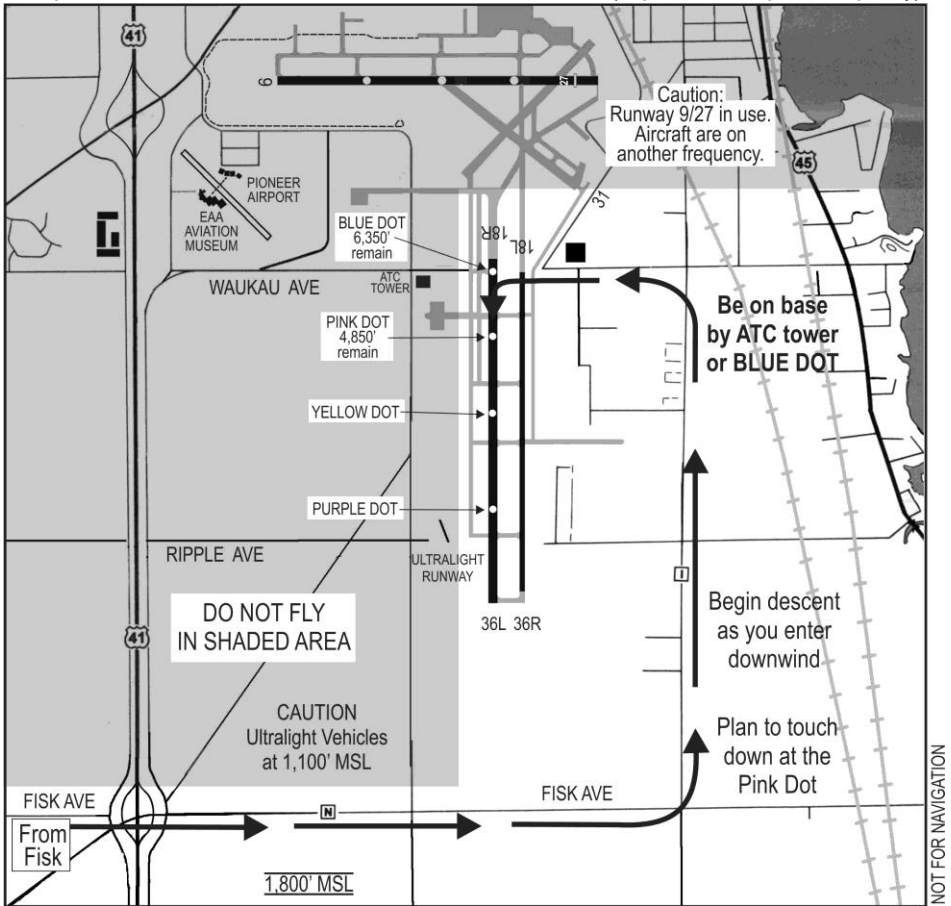 41
9
27
Caution:
Runway 9/27 in use.
Aircraft are on
another frequency.
45
PIONEER
AIRPORT
EAA
AVIATION
MUSEUM
31
BLUE DOT
6,350'
remain
18R
18L
WAUKAU AVE
ATC
TOWER
Be on base
by ATC tower
or BLUE DOT
PINK DOT
4,850'
remain
YELLOW DOT
PURPLE DOT
RIPPLE AVE
ULTRALIGHT
RUNWAY
I
DO NOT FLY
IN SHADED AREA
36L 36R
Begin descent
as you enter
downwind
41
CAUTION
Ultralight Vehicles
at 1,100' MSL
Plan to touch
down at the
Pink Dot
FISK AVE
N
FISK AVE
From
Fisk
1,800' MSL
NOT FOR NAVIGATION